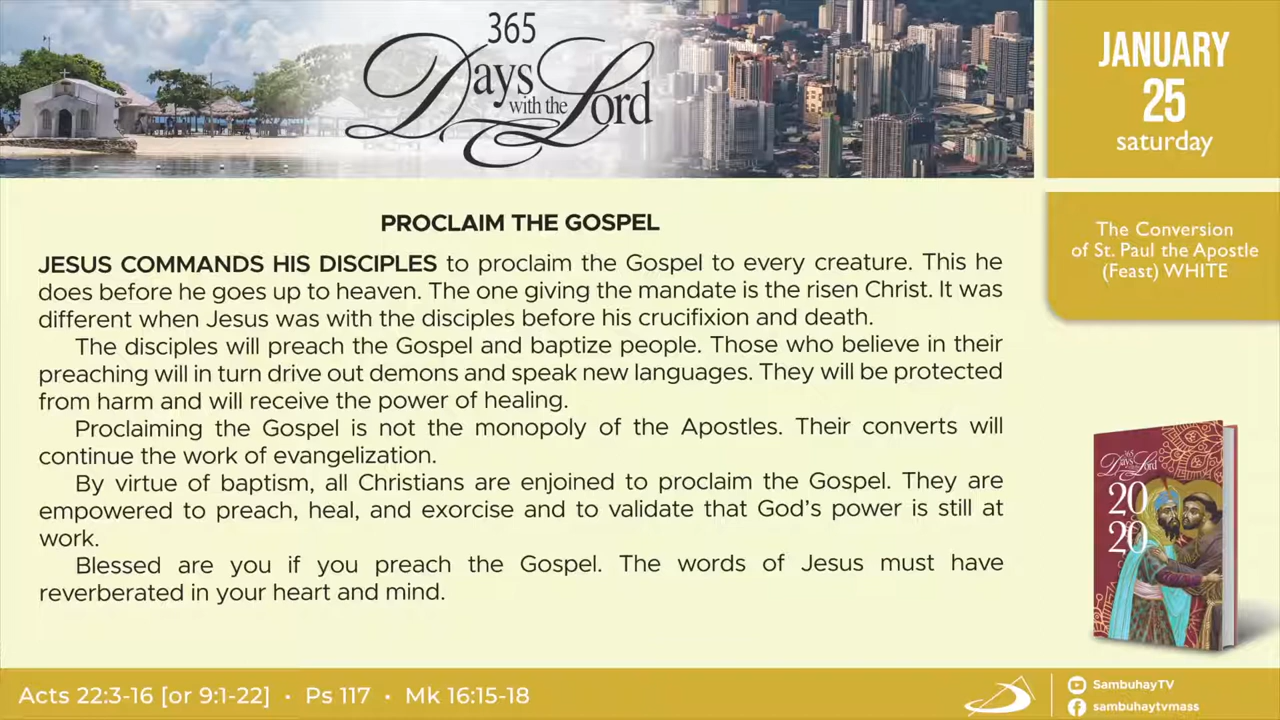 365
Days
with the
Lord
JANUARY
25
saturday
The Conversion
of St. Paul the Apostle
(Feast) WHITE
PROCLAIM THE GOSPEL
JESUS COMMANDS HIS DISCIPLES to proclaim the Gospel to every creature. This he
does before he goes up to heaven. The one giving the mandate is the risen Christ. It was
different when Jesus was with the disciples before his crucifixion and death.
The disciples will preach the Gospel and baptize people. Those who believe in their
preaching will in turn drive out demons and speak new languages. They will be protected
from harm and will receive the power of healing.
Proclaiming the Gospel is not the monopoly of the Apostles. Their converts will
continue the work of evangelization.
By virtue of baptism, all Christians are enjoined to proclaim the Gospel. They are
empowered to preach, heal, and exorcise and to validate that God’s power is still at
work.
Blessed are you if you preach the Gospel. The words of Jesus must have
reverberated in your heart and mind.
365
Days with the Lord
20
20
Acts 22:3-16 [or 9:1-22] • Ps 117 • Mk 16:15-18
SambuhayTV
sambuhaytvmass